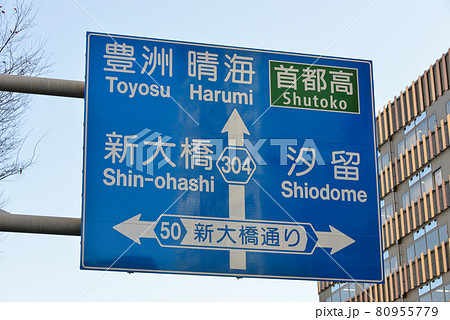 豊洲 晴海 首都高
Toyosu Harumi Shutoko
新大橋 304 汐留
Shin-ohashi Shiodome
50 新大橋通り
PIXTA
pixta.jp - 80955779